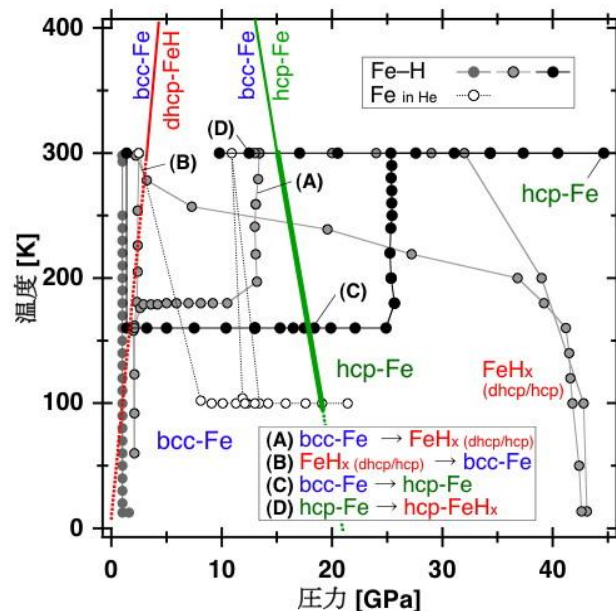 400
300
200
100
0
温度 [K]
0
10
20
30
40
圧力 [GPa]
bcc-Fe
dhcp-FeH
bcc-Fe
hcp-Fe
Fe–H
Fe in He
(D)
(B)
(A)
hcp-Fe
(C)
hcp-Fe
FeHx
(dhcp/hcp)
bcc-Fe
(A) bcc-Fe → FeHx (dhcp/hcp)
(B) FeHx (dhcp/hcp) → bcc-Fe
(C) bcc-Fe → hcp-Fe
(D) hcp-Fe → hcp-FeHx